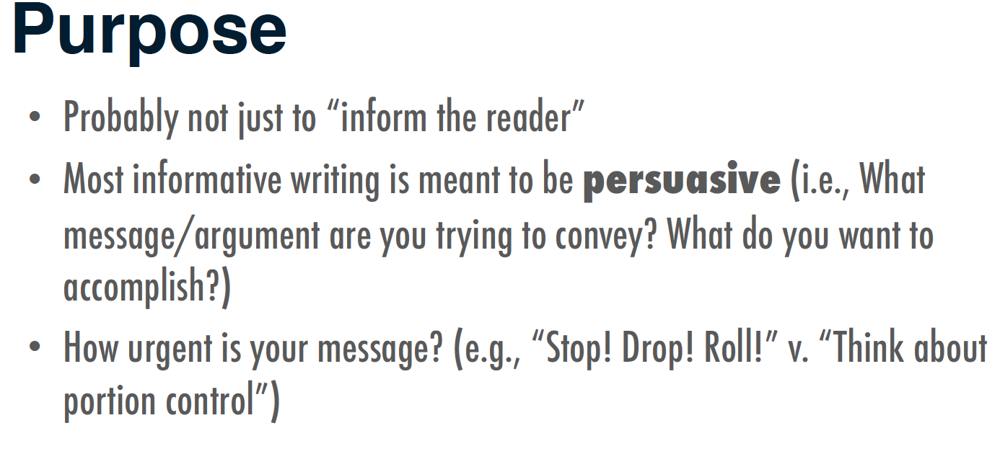 Purpose
• Probably not just to “inform the reader”
• Most informative writing is meant to be persuasive (i.e., What
message/argument are you trying to convey? What do you want to
accomplish?)
• How urgent is your message? (e.g., “Stop! Drop! Roll!” v. “Think about
portion control”)